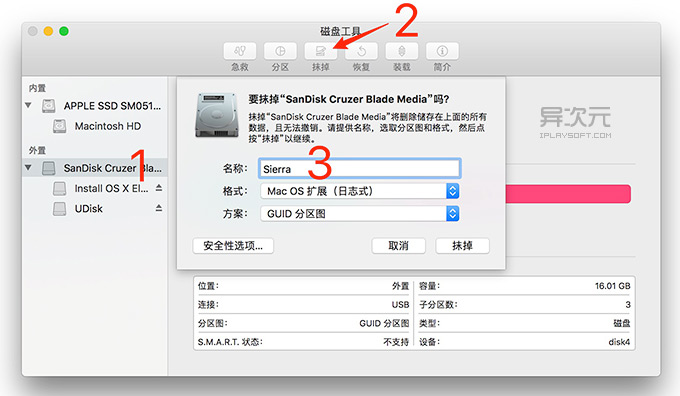 磁盘工具
2
急救
分区
抹掉
恢复
装载
简介
内置
APPLE SSD SM051...
Macintosh HD
外置
SanDisk Cruzer Bla...
1
Install OS X El...
UDisk
要抹掉“SanDisk Cruzer Blade Media”吗?
抹掉“SanDisk Cruzer Blade Media”将删除储存在上面的所有
数据，且无法撤销。请提供名称，选取分区图和格式，然后点
按“抹掉”以继续。
名称:
Sierra
3
格式:
Mac OS 扩展（日志式）
方案:
GUID 分区图
安全性选项...
取消
抹掉
异次元
IPLAYSOFT.COM
位置:
外置
容量:
16.01 GB
连接:
USB
子分区数:
3
分区图:
GUID 分区图
类型:
磁盘
S.M.A.R.T. 状态:
不支持
设备:
disk4